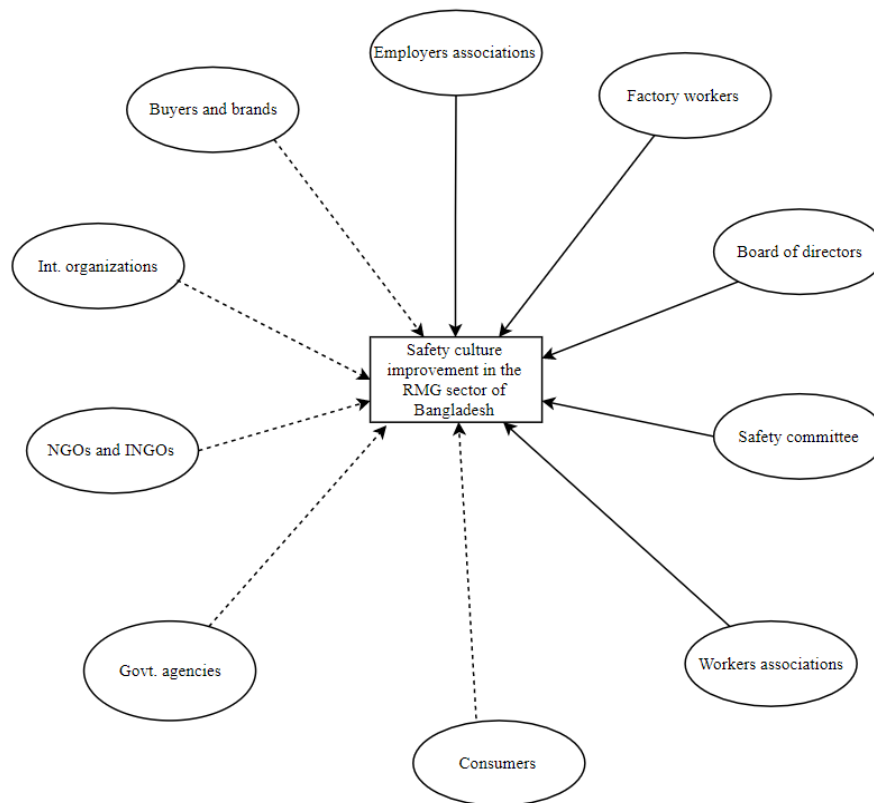 Employers associations
Buyers and brands
Factory workers
Int. organizations
Board of directors
Safety culture
improvement in the
RMG sector of
Bangladesh
NGOs and INGOs
Safety committee
Govt. agencies
Workers associations
Consumers